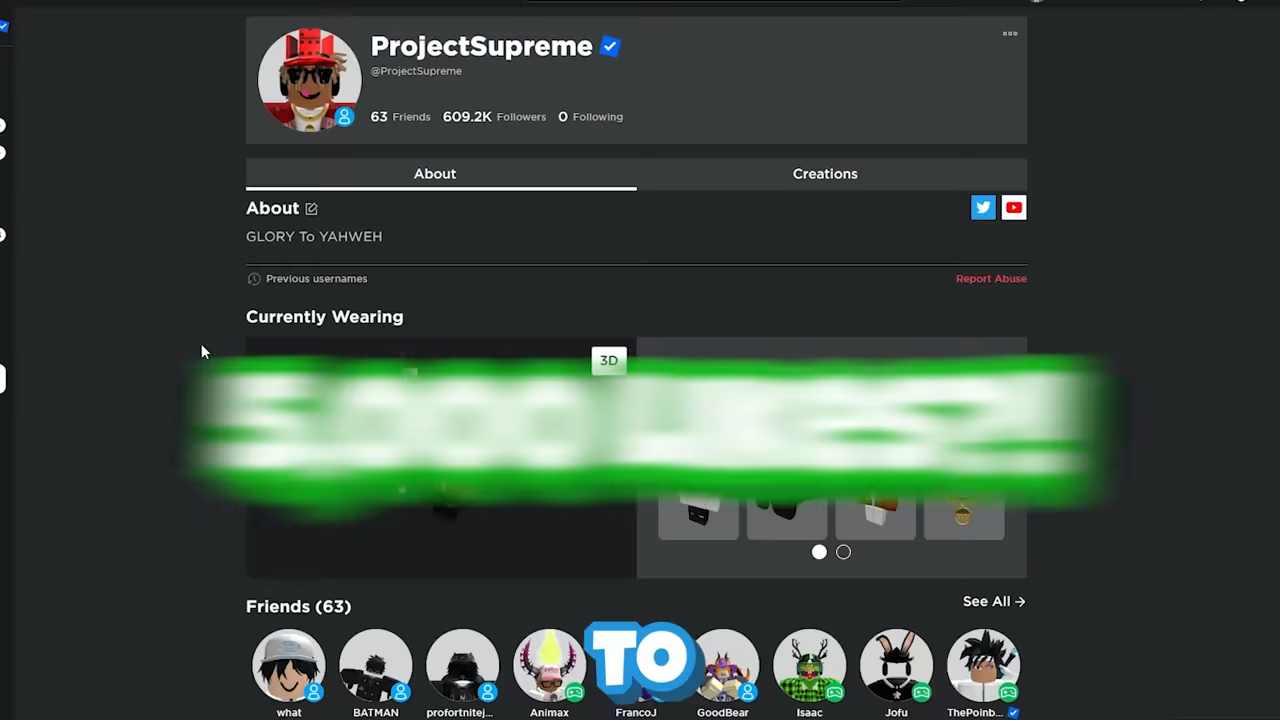 ProjectSupreme
@ProjectSupreme
63 Friends 609.2K Followers 0 Following
About Creations
About
GLORY To YAHWEH
Previous usernames Report Abuse
Currently Wearing
3D
Friends (63) See All →
TO
what BATMAN profortnitej... Animax FrancoJ GoodBear Isaac Jofu ThePoinb...